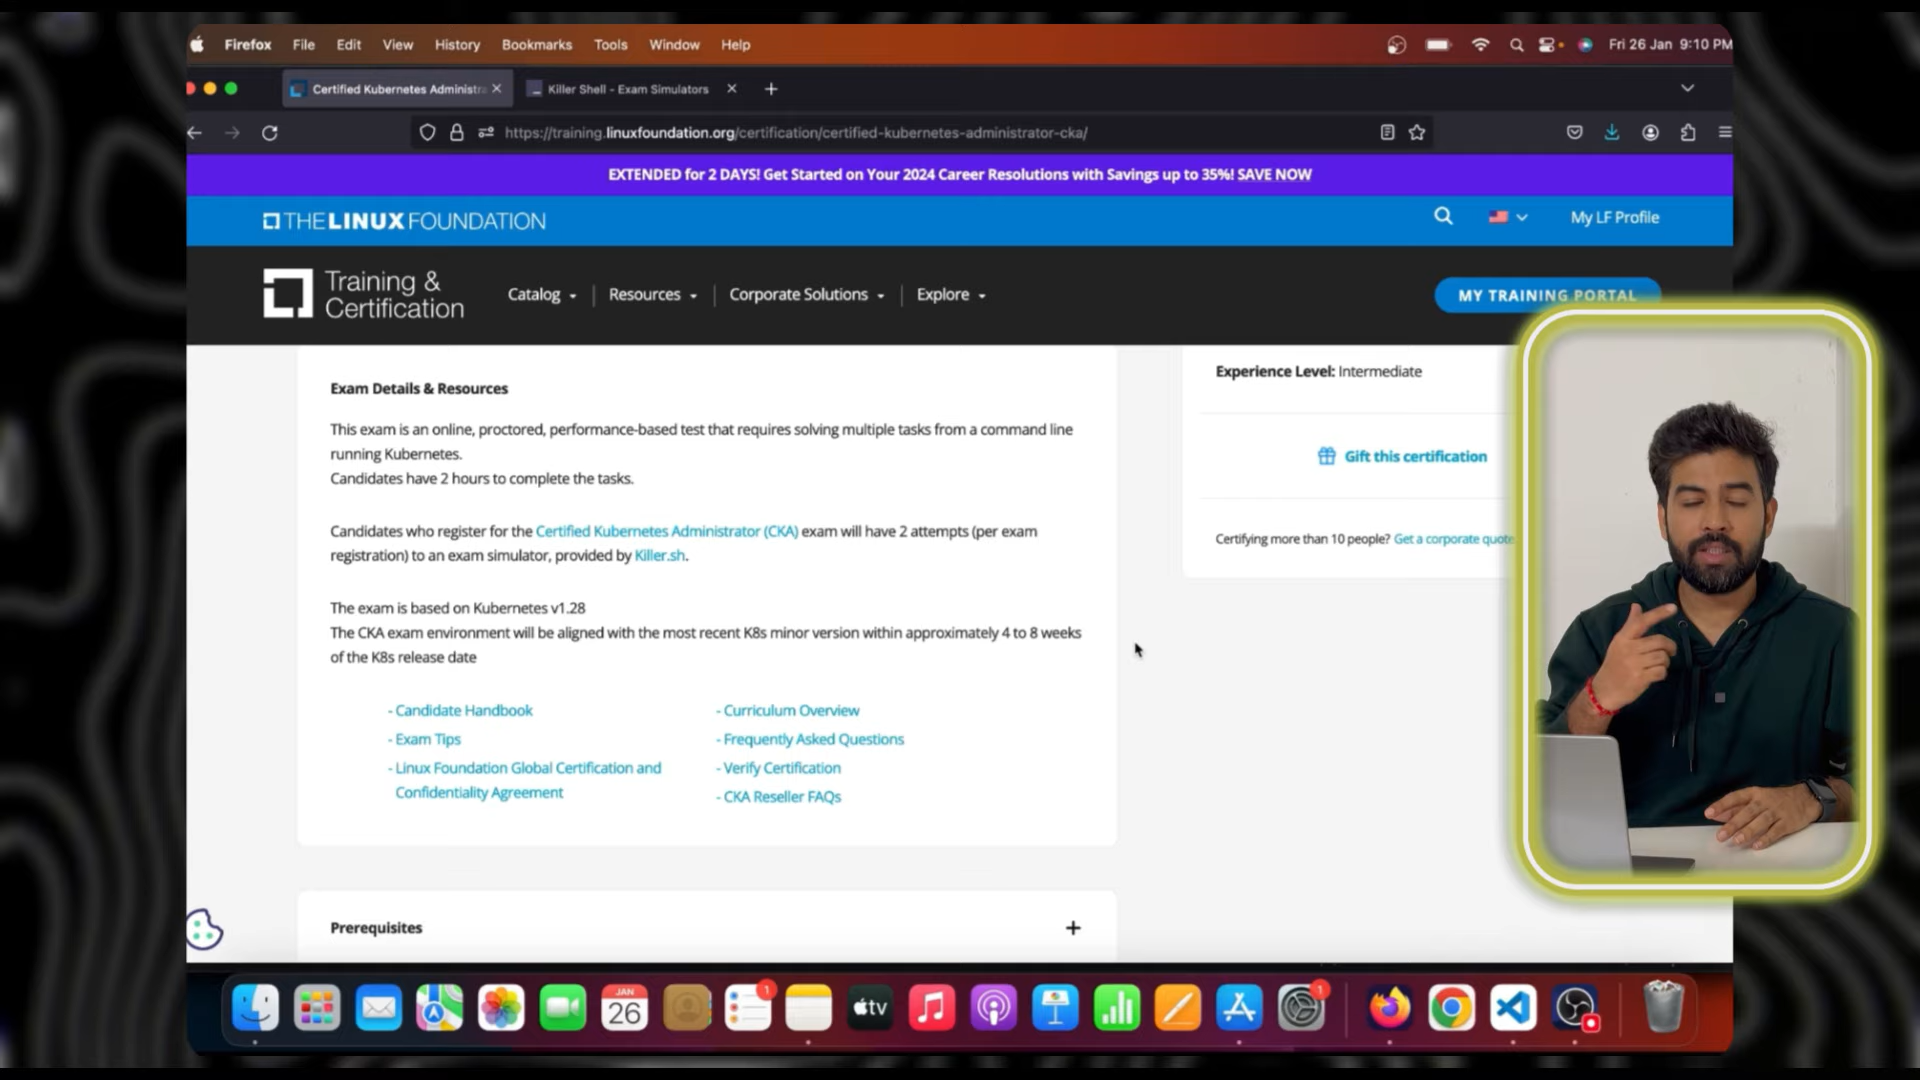 Firefox File Edit View History Bookmarks Tools Window Help Fri 26 Jan 9:10 PM
Certified Kubernetes Administra Killer Shell - Exam Simulators
https://training.linuxfoundation.org/certification/certified-kubernetes-administrator-cka/
EXTENDED for 2 DAYS! Get Started on Your 2024 Career Resolutions with Savings up to 35%! SAVE NOW
THE LINUX FOUNDATION My LF Profile
Training &
Certification
Catalog Resources Corporate Solutions Explore MY TRAINING PORTAL
Exam Details & Resources
This exam is an online, proctored, performance-based test that requires solving multiple tasks from a command line
running Kubernetes.
Candidates have 2 hours to complete the tasks.
Candidates who register for the Certified Kubernetes Administrator (CKA) exam will have 2 attempts (per exam
registration) to an exam simulator, provided by Killer.sh.
The exam is based on Kubernetes v1.28
The CKA exam environment will be aligned with the most recent K8s minor version within approximately 4 to 8 weeks
of the K8s release date
- Candidate Handbook
- Exam Tips
- Linux Foundation Global Certification and
Confidentiality Agreement
- Curriculum Overview
- Frequently Asked Questions
- Verify Certification
- CKA Reseller FAQs
Prerequisites +
Experience Level: Intermediate
Gift this certification
Certifying more than 10 people? Get a corporate quote
JAN
26
1
tv
1